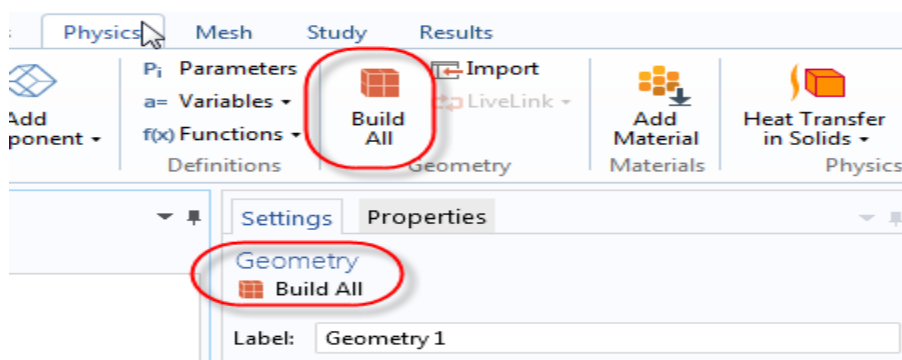 Physics Mesh Study Results
Pi Parameters Import
a= Variables LiveLink
Add Build Add Heat Transfer
ponent f(x) Functions All Material in Solids
Definitions Geometry Materials Physics
Settings Properties
Geometry
Build All
Label: Geometry 1